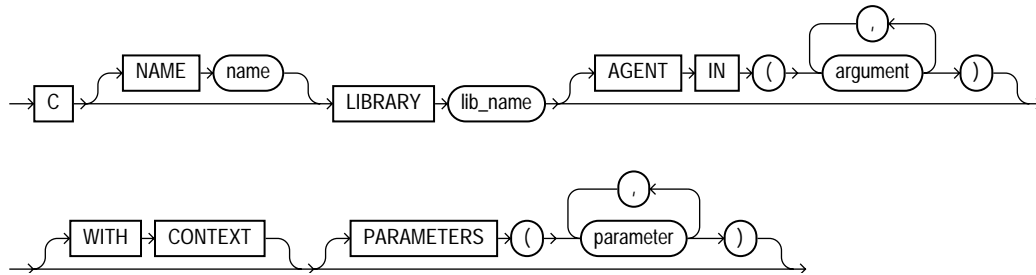 ,
NAME name AGENT IN ( argument )
C LIBRARY lib_name
,
WITH CONTEXT PARAMETERS ( parameter )